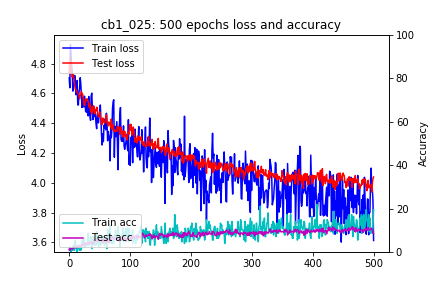 cb1_025: 500 epochs loss and accuracy
Train loss
Test loss
Train acc
Test acc
Loss
4.8
4.6
4.4
4.2
4.0
3.8
3.6
100
80
60
40
20
0
Accuracy
0 100 200 300 400 500